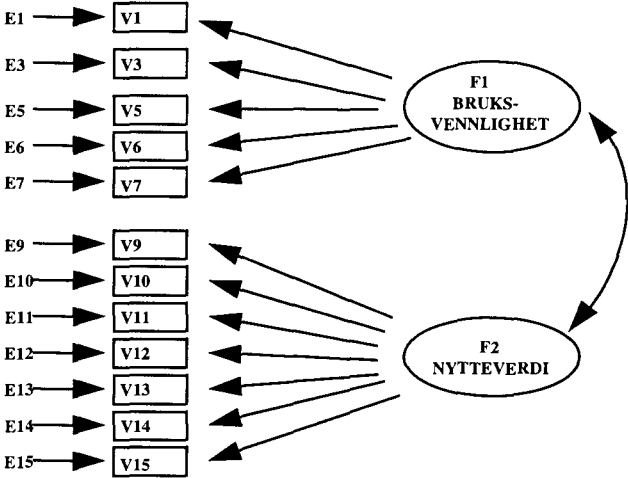 E1 V1
E3 V3
E5 V5
E6 V6
E7 V7
F1
BRUKS-
VENNLIGHET
E9 V9
E10 V10
E11 V11
E12 V12
E13 V13
E14 V14
E15 V15
F2
NYTTEVERDI